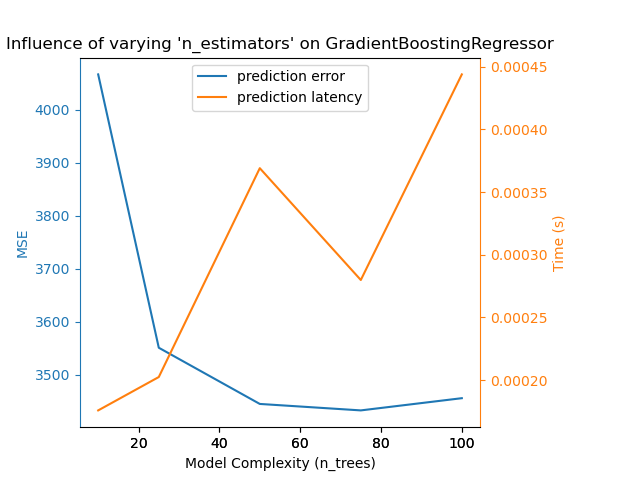 Influence of varying 'n_estimators' on GradientBoostingRegressor
prediction error
prediction latency
4000
3900
3800
3700
3600
3500
MSE
0.00045
0.00040
0.00035
0.00030
0.00025
0.00020
Time (s)
20 40 60 80 100
Model Complexity (n_trees)